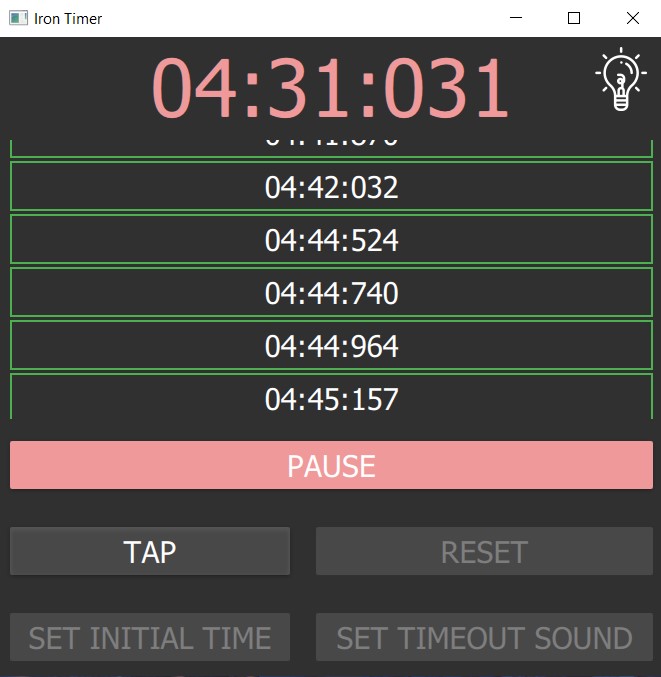 Iron Timer
04:31:031
04:42:032
04:44:524
04:44:740
04:44:964
04:45:157
PAUSE
TAP
RESET
SET INITIAL TIME
SET TIMEOUT SOUND